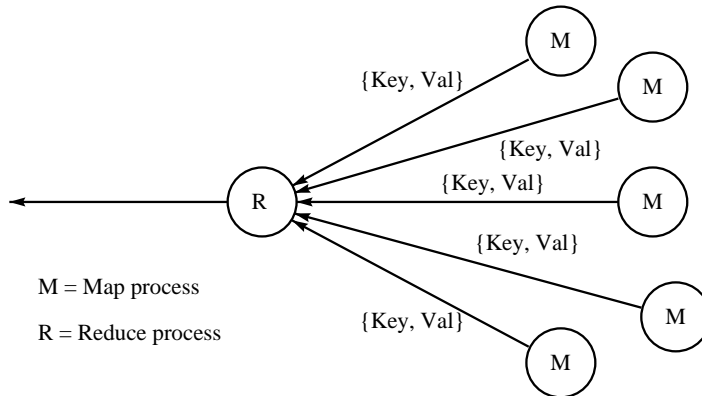 M
{Key, Val}
M
{Key, Val}
{Key, Val}
R
M
{Key, Val}
M = Map process
M
{Key, Val}
R = Reduce process
M